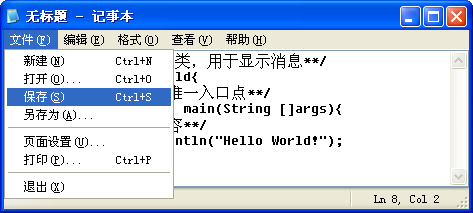 无标题 - 记事本
文件(F) 编辑(E) 格式(O) 查看(V) 帮助(H)
新建(N) Ctrl+N
打开(O)... Ctrl+O
保存(S) Ctrl+S
另存为(A)...
页面设置(U)...
打印(P)... Ctrl+P
退出(X)
类，用于显示消息**/
ld{
一入口点**/
main(String []args){
**/
ntln("Hello World!");
Ln 8, Col 2